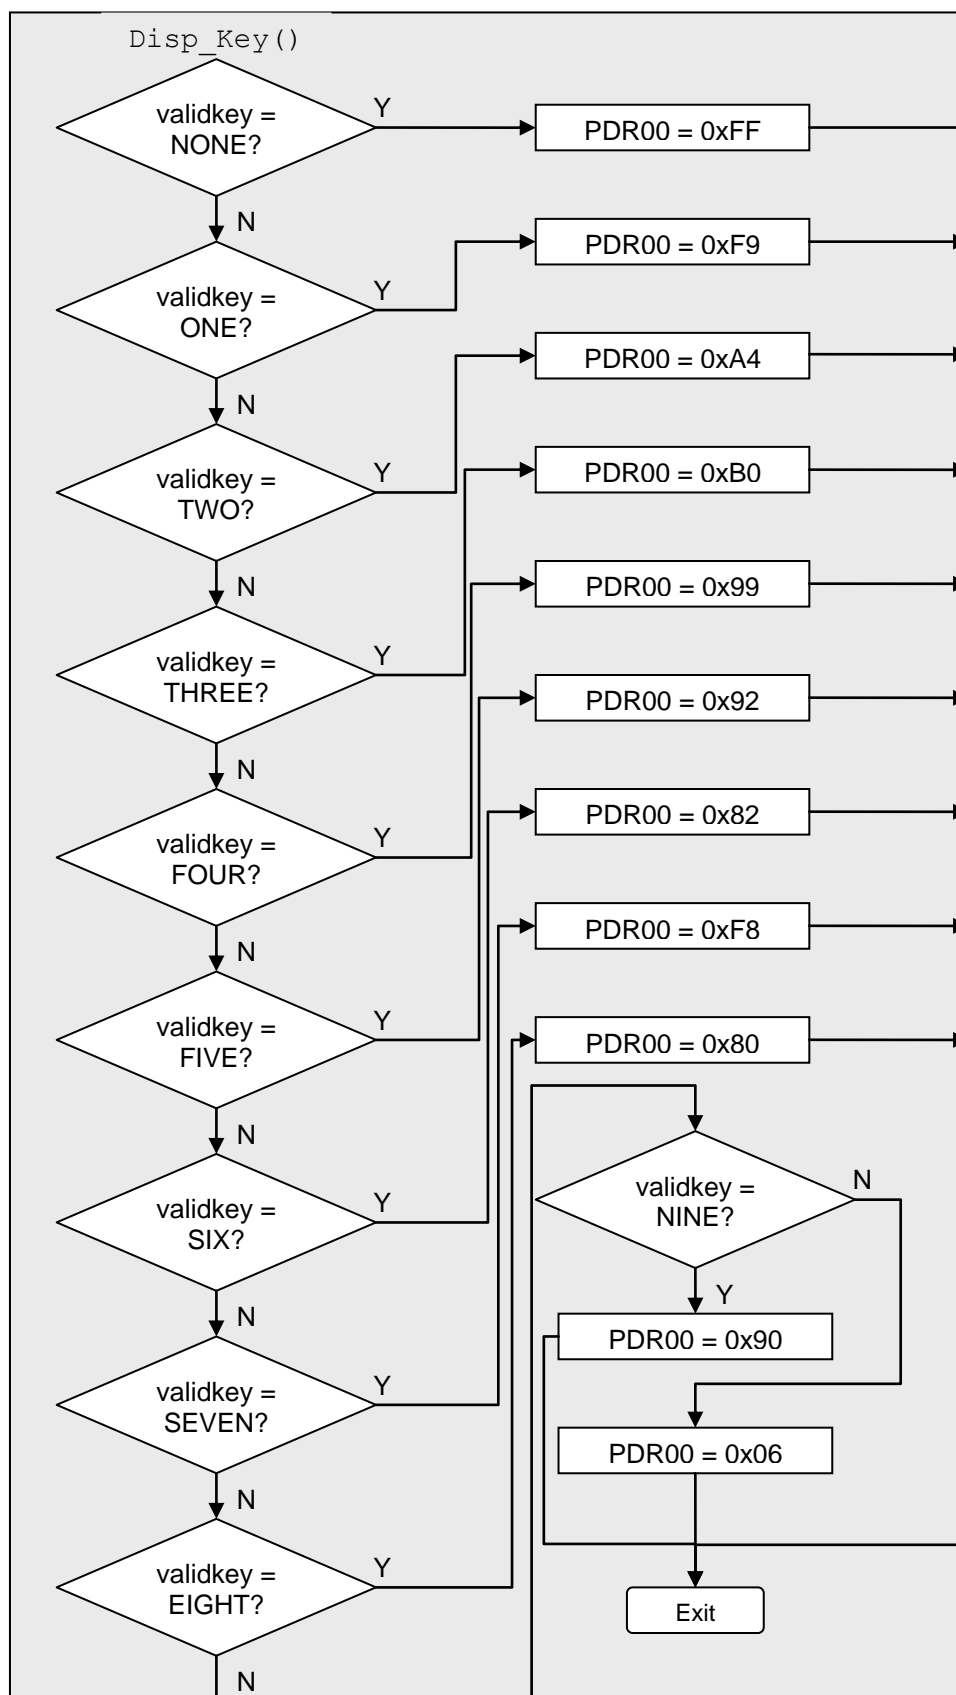 Disp_Key()
validkey =
NONE?
Y
PDR00 = 0xFF
N
validkey =
ONE?
Y
PDR00 = 0xF9
N
validkey =
TWO?
Y
PDR00 = 0xA4
N
validkey =
THREE?
Y
PDR00 = 0xB0
N
validkey =
FOUR?
Y
PDR00 = 0x99
N
validkey =
FIVE?
Y
PDR00 = 0x92
N
validkey =
SIX?
Y
PDR00 = 0x82
N
validkey =
SEVEN?
Y
PDR00 = 0xF8
N
validkey =
EIGHT?
Y
PDR00 = 0x80
N
validkey =
NINE?
N
Y
PDR00 = 0x90
PDR00 = 0x06
Exit